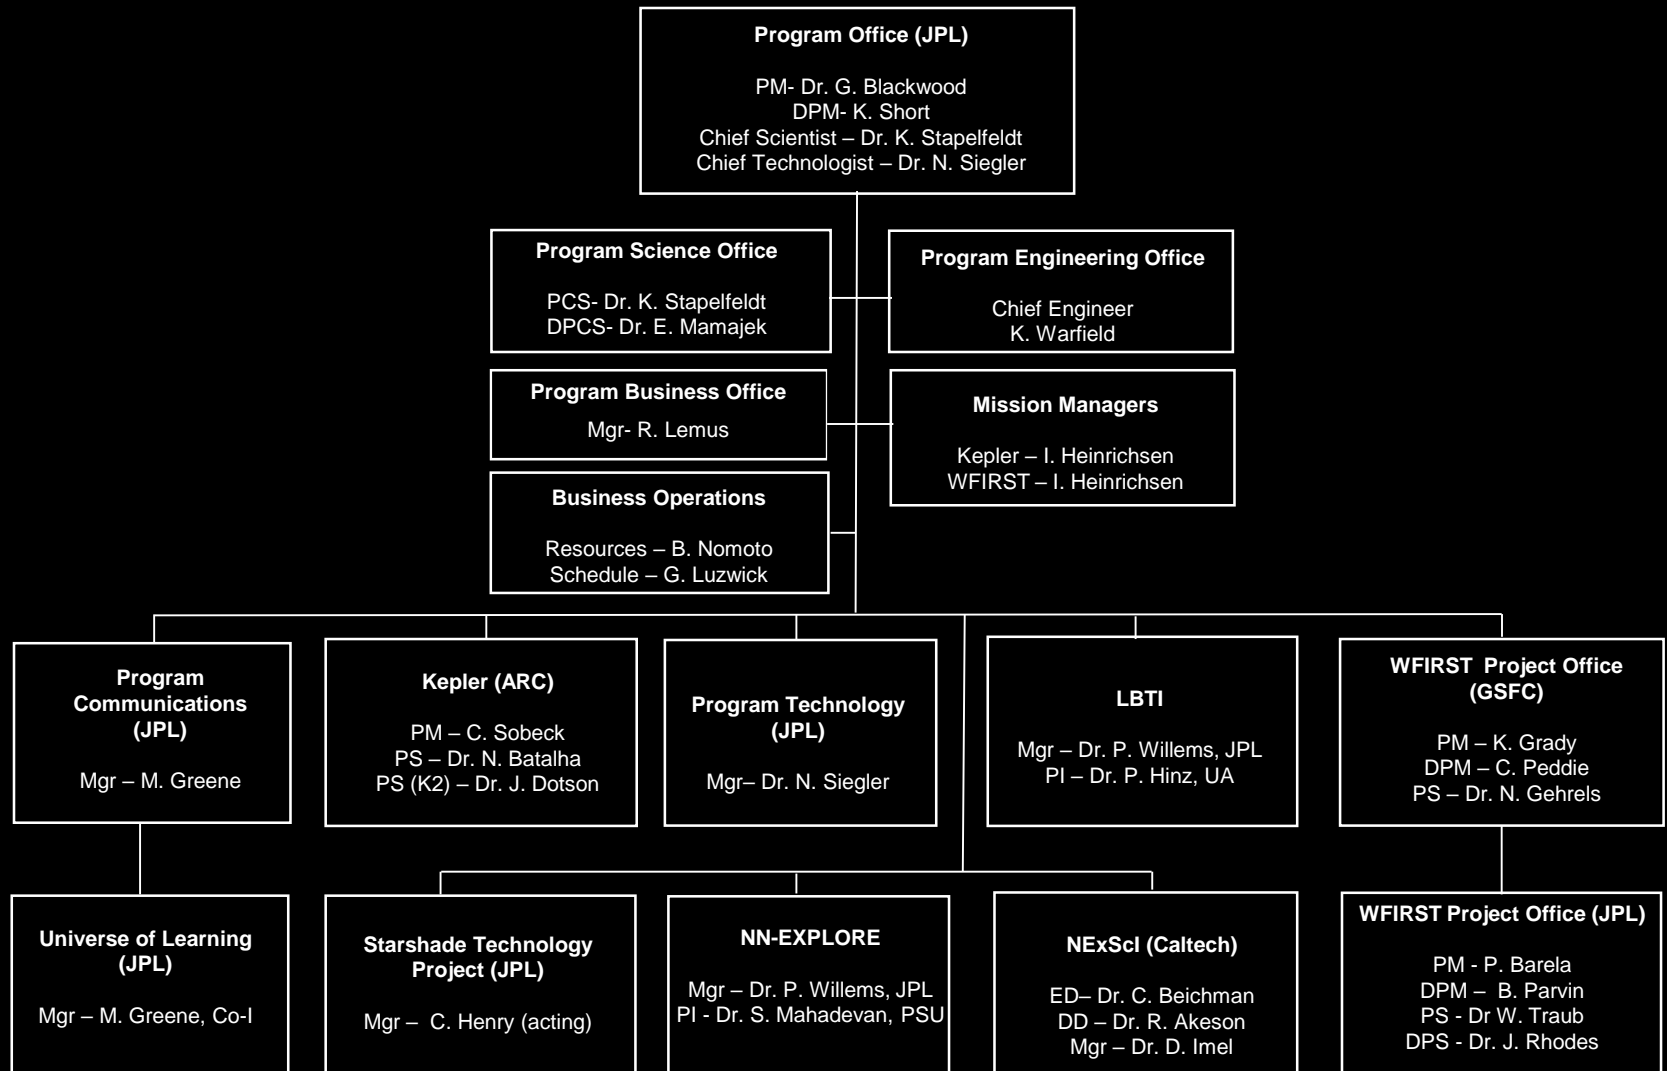 Program Office (JPL)
PM- Dr. G. Blackwood
DPM- K. Short
Chief Scientist – Dr. K. Stapelfeldt
Chief Technologist – Dr. N. Siegler
Program Science Office
PCS- Dr. K. Stapelfeldt
DPCS- Dr. E. Mamajek
Program Engineering Office
Chief Engineer
K. Warfield
Program Business Office
Mgr- R. Lemus
Mission Managers
Kepler – I. Heinrichsen
WFIRST – I. Heinrichsen
Business Operations
Resources – B. Nomoto
Schedule – G. Luzwick
Program
Communications
(JPL)
Mgr – M. Greene
Kepler (ARC)
PM – C. Sobeck
PS – Dr. N. Batalha
PS (K2) – Dr. J. Dotson
Program Technology
(JPL)
Mgr– Dr. N. Siegler
LBTI
Mgr – Dr. P. Willems, JPL
PI – Dr. P. Hinz, UA
WFIRST  Project Office
(GSFC)
PM – K. Grady
DPM – C. Peddie
PS – Dr. N. Gehrels
Universe of Learning
(JPL)
Mgr – M. Greene, Co-I
Starshade Technology
Project (JPL)
Mgr –  C. Henry (acting)
NN-EXPLORE
Mgr – Dr. P. Willems, JPL
PI - Dr. S. Mahadevan, PSU
NExScI (Caltech)
ED– Dr. C. Beichman
DD – Dr. R. Akeson
Mgr – Dr. D. Imel
WFIRST Project Office (JPL)
PM - P. Barela
DPM –  B. Parvin
PS - Dr W. Traub
DPS - Dr. J. Rhodes